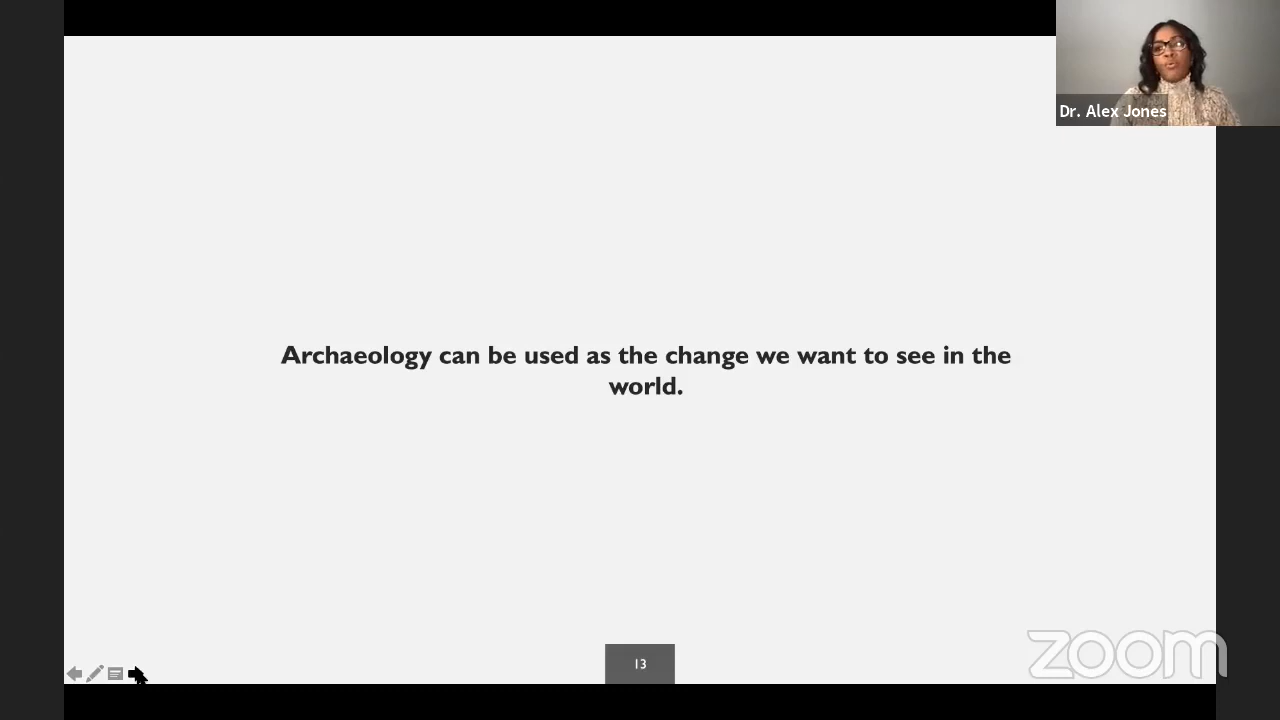 Dr. Alex Jones
Archaeology can be used as the change we want to see in the
world.
13
zoom